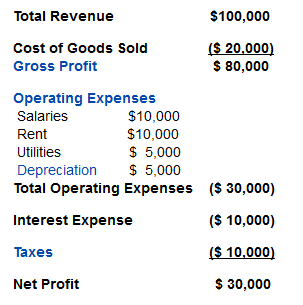 Total Revenue $100,000
Cost of Goods Sold ($ 20,000)
Gross Profit $ 80,000
Operating Expenses
Salaries $10,000
Rent $10,000
Utilities $ 5,000
Depreciation $ 5,000
Total Operating Expenses ($ 30,000)
Interest Expense ($ 10,000)
Taxes ($ 10,000)
Net Profit $ 30,000